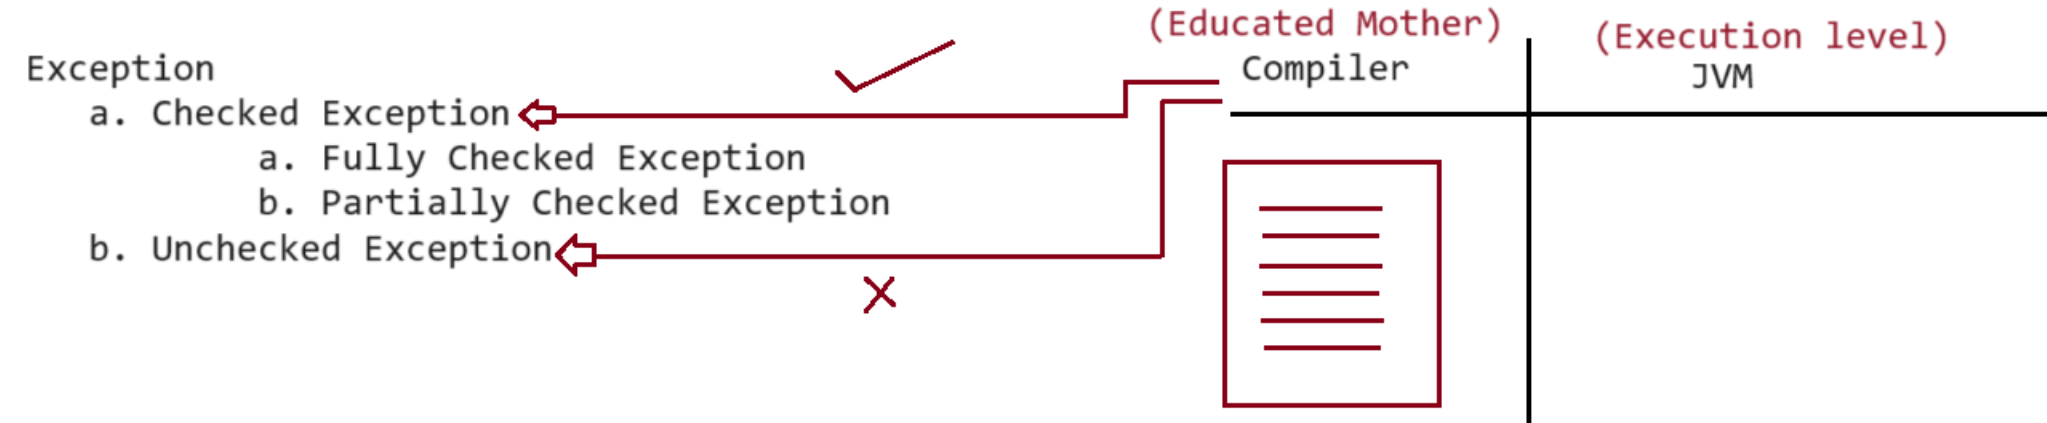 (Educated Mother)
(Execution level)
Exception
Compiler
JVM
a. Checked Exception
a. Fully Checked Exception
b. Partially Checked Exception
b. Unchecked Exception